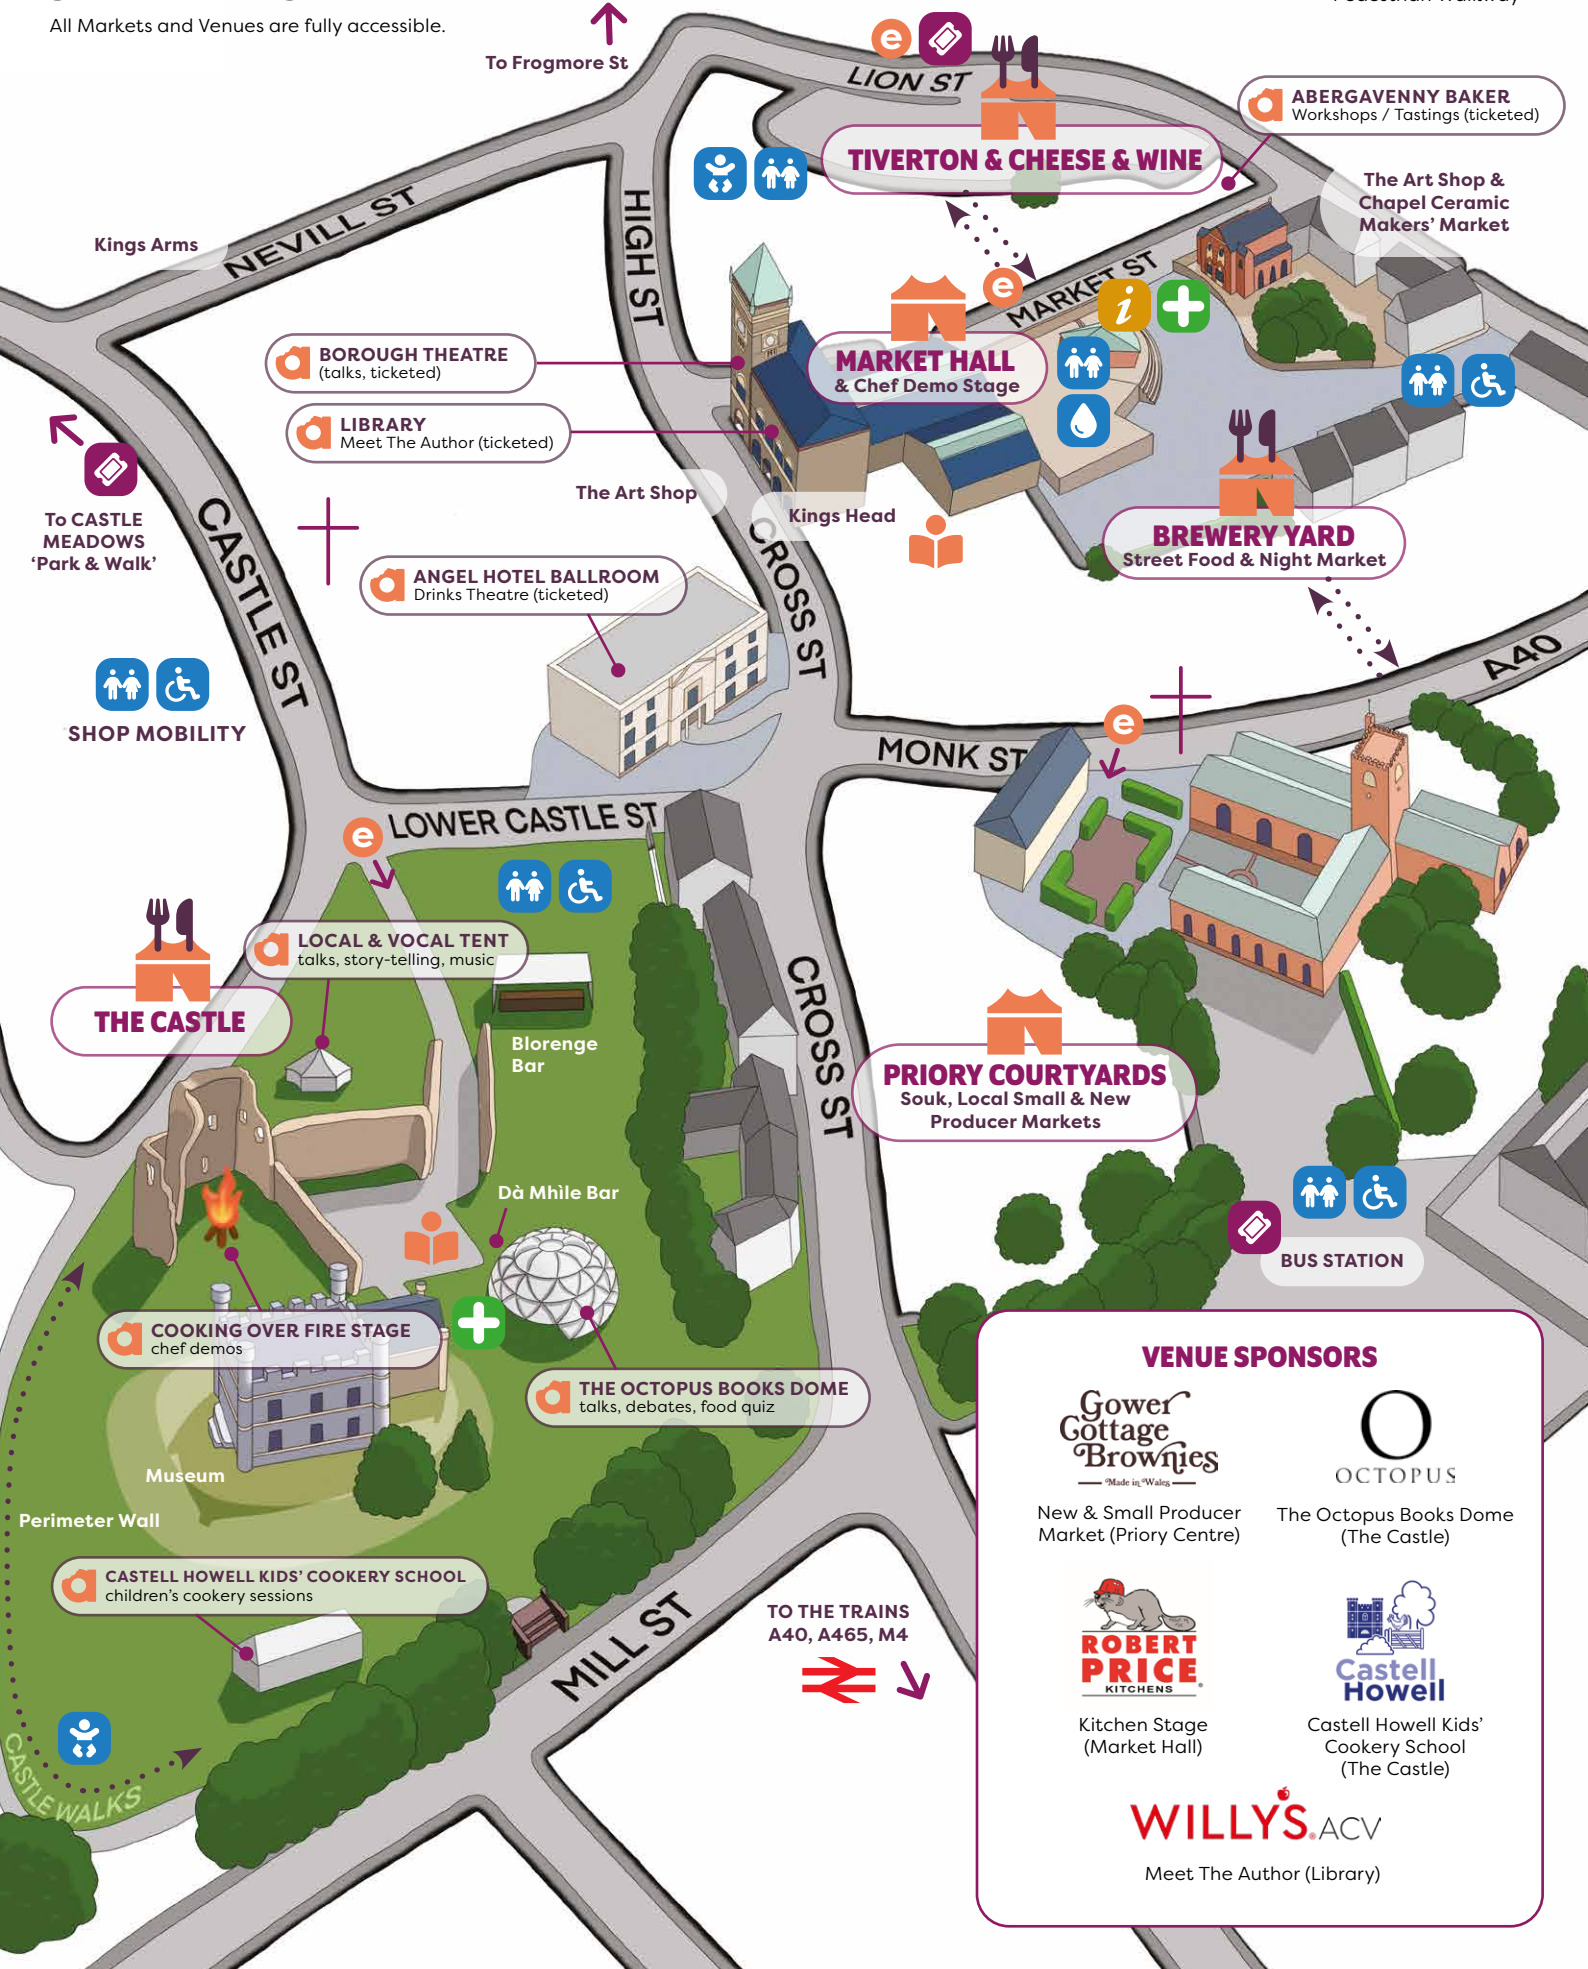 All Markets and Venues are fully accessible.
To Frogmore St
e
LION ST
ABERGAVENNY BAKER
Workshops / Tastings (ticketed)
TIVERTON & CHEESE & WINE
The Art Shop &
Chapel Ceramic
Makers' Market
Kings Arms
NEVILL ST
HIGH ST
e
MARKET ST
i
BOROUGH THEATRE
(talks, ticketed)
MARKET HALL
& Chef Demo Stage
LIBRARY
Meet The Author (ticketed)
The Art Shop
Kings Head
To CASTLE
MEADOWS
‘Park & Walk’
CASTLE ST
CROSS ST
BREWERY YARD
Street Food & Night Market
ANGEL HOTEL BALLROOM
Drinks Theatre (ticketed)
A40
SHOP MOBILITY
e
MONK ST
e
LOWER CASTLE ST
LOCAL & VOCAL TENT
talks, story-telling, music
THE CASTLE
CROSS ST
Blorenge
Bar
PRIORY COURTYARDS
Souk, Local Small & New
Producer Markets
Dà Mhìle Bar
BUS STATION
COOKING OVER FIRE STAGE
chef demos
THE OCTOPUS BOOKS DOME
talks, debates, food quiz
Museum
Perimeter Wall
CASTELL HOWELL KIDS’ COOKERY SCHOOL
children’s cookery sessions
MILL ST
TO THE TRAINS
A40, A465, M4
CASTLE WALKS
VENUE SPONSORS
Gower
Cottage
Brownies
Made in Wales
New & Small Producer
Market (Priory Centre)
O
OCTOPUS
The Octopus Books Dome
(The Castle)
ROBERT
PRICE
KITCHENS
Kitchen Stage
(Market Hall)
Castell
Howell
Castell Howell Kids’
Cookery School
(The Castle)
WILLY'S ACV
Meet The Author (Library)